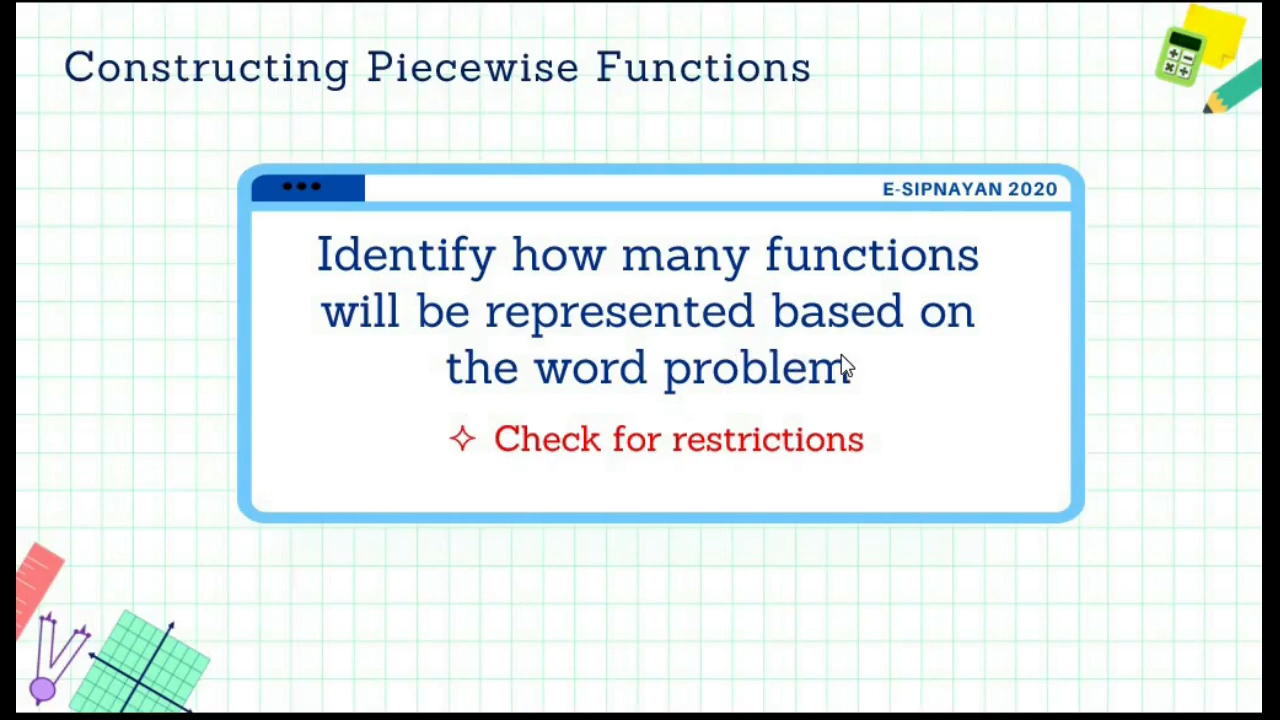 Constructing Piecewise Functions
E-SIPNAYAN 2020
Identify how many functions
will be represented based on
the word problem
✧ Check for restrictions